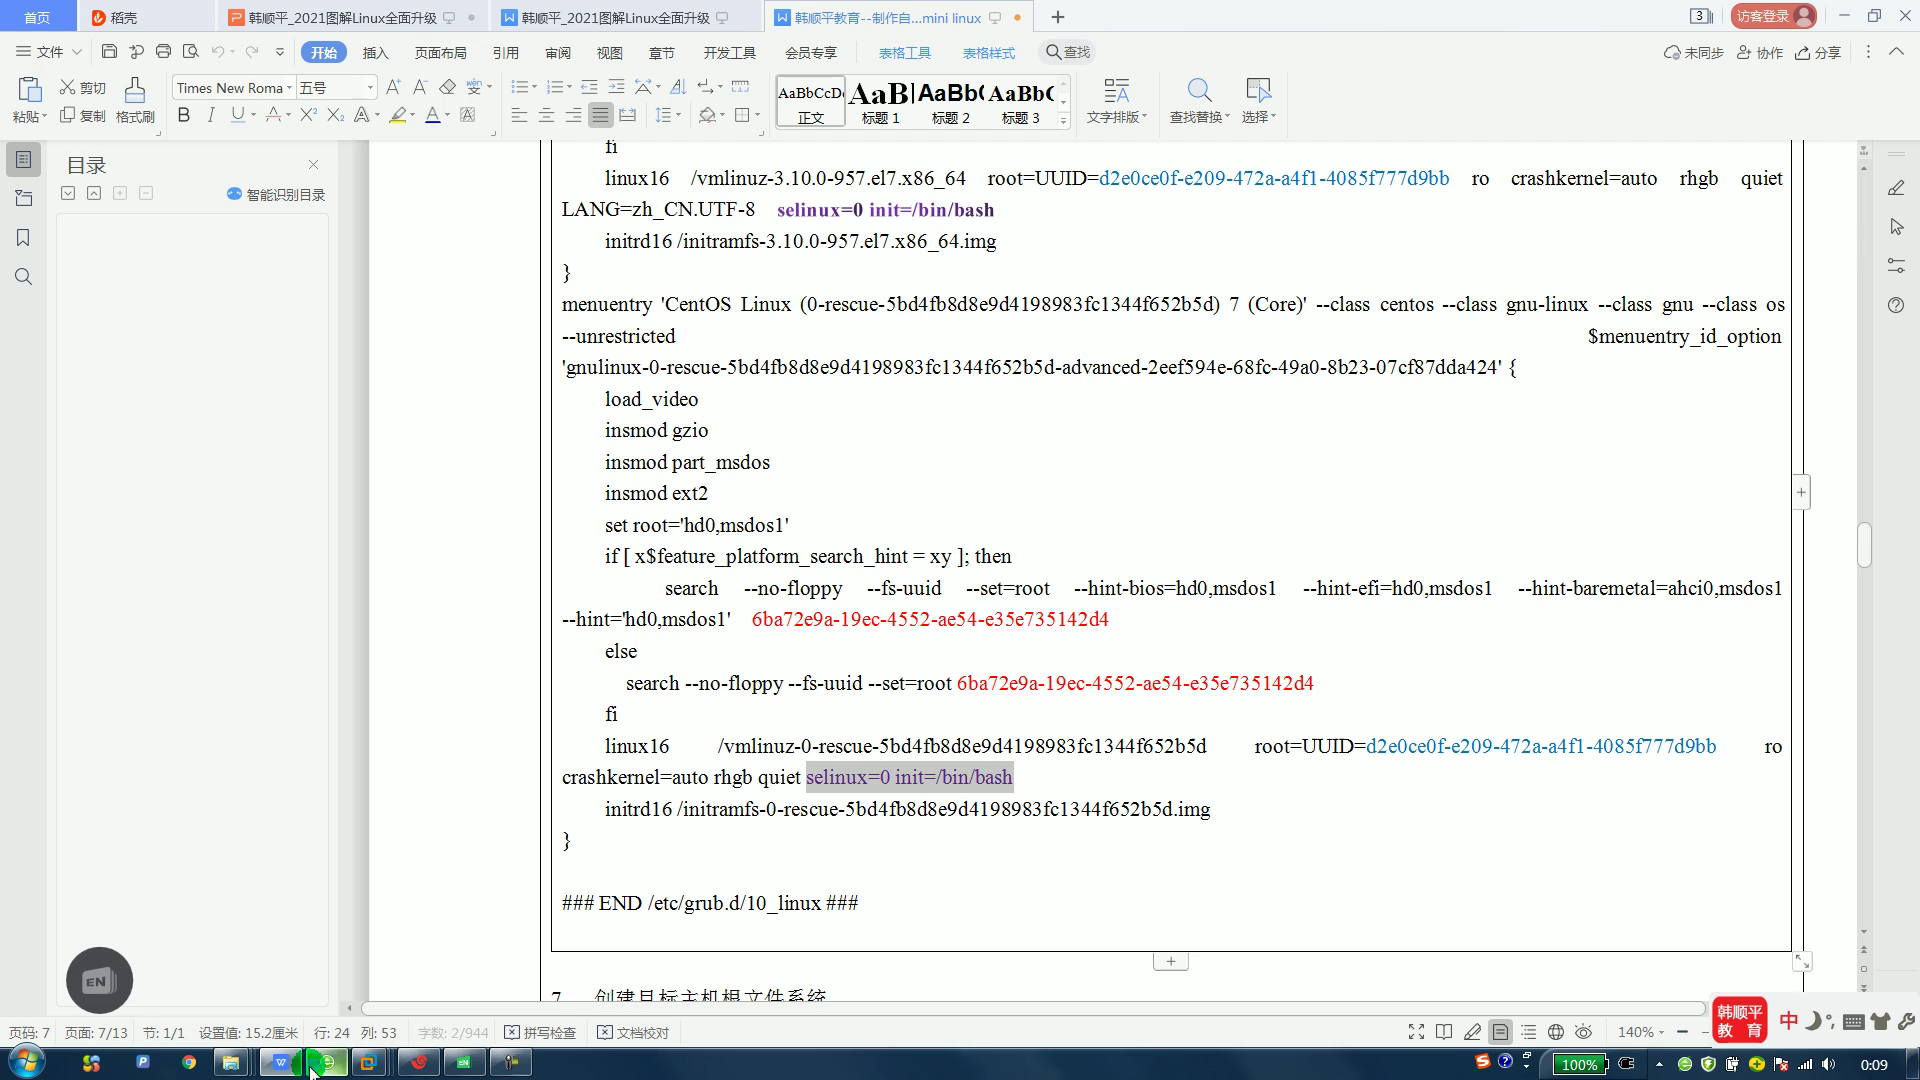 首页
稻壳
韩顺平_2021图解Linux全面升级
韩顺平_2021图解Linux全面升级
韩顺平教育--制作自...mini linux
3
访客登录
文件
开始
插入
页面布局
引用
审阅
视图
章节
开发工具
会员专享
表格工具
表格样式
查找
未同步
协作
分享
粘贴
剪切
复制
格式刷
Times New Roma
五号
AaBbCcDd
正文
标题 1
AaBb(
标题 2
AaBb(
标题 3
文字排版
查找替换
选择
目录
智能识别目录
fi
linux16 /vmlinuz-3.10.0-957.el7.x86_64 root=UUID=d2e0ce0f-e209-472a-a4f1-4085f777d9bb ro crashkernel=auto rhgb quiet
LANG=zh_CN.UTF-8 selinux=0 init=/bin/bash
initrd16 /initramfs-3.10.0-957.el7.x86_64.img
}
menuentry 'CentOS Linux (0-rescue-5bd4fb8d8e9d4198983fc1344f652b5d) 7 (Core)' --class centos --class gnu-linux --class gnu --class os
--unrestricted $menuentry_id_option
'gnulinux-0-rescue-5bd4fb8d8e9d4198983fc1344f652b5d-advanced-2eef594e-68fc-49a0-8b23-07cf87dda424' {
load_video
insmod gzio
insmod part_msdos
insmod ext2
set root='hd0,msdos1'
if [ x$feature_platform_search_hint = xy ]; then
search --no-floppy --fs-uuid --set=root --hint-bios=hd0,msdos1 --hint-efi=hd0,msdos1 --hint-baremetal=ahci0,msdos1
--hint='hd0,msdos1' 6ba72e9a-19ec-4552-ae54-e35e735142d4
else
search --no-floppy --fs-uuid --set=root 6ba72e9a-19ec-4552-ae54-e35e735142d4
fi
linux16 /vmlinuz-0-rescue-5bd4fb8d8e9d4198983fc1344f652b5d root=UUID=d2e0ce0f-e209-472a-a4f1-4085f777d9bb ro
crashkernel=auto rhgb quiet selinux=0 init=/bin/bash
initrd16 /initramfs-0-rescue-5bd4fb8d8e9d4198983fc1344f652b5d.img
}
### END /etc/grub.d/10_linux ###
7 创建目标主机根文件系统
EN
韩顺平
教 育
中
页码: 7
页面: 7/13
节: 1/1
设置值: 15.2厘米
行: 24
列: 53
字数: 2/944
拼写检查
文档校对
140%
100%
0:09